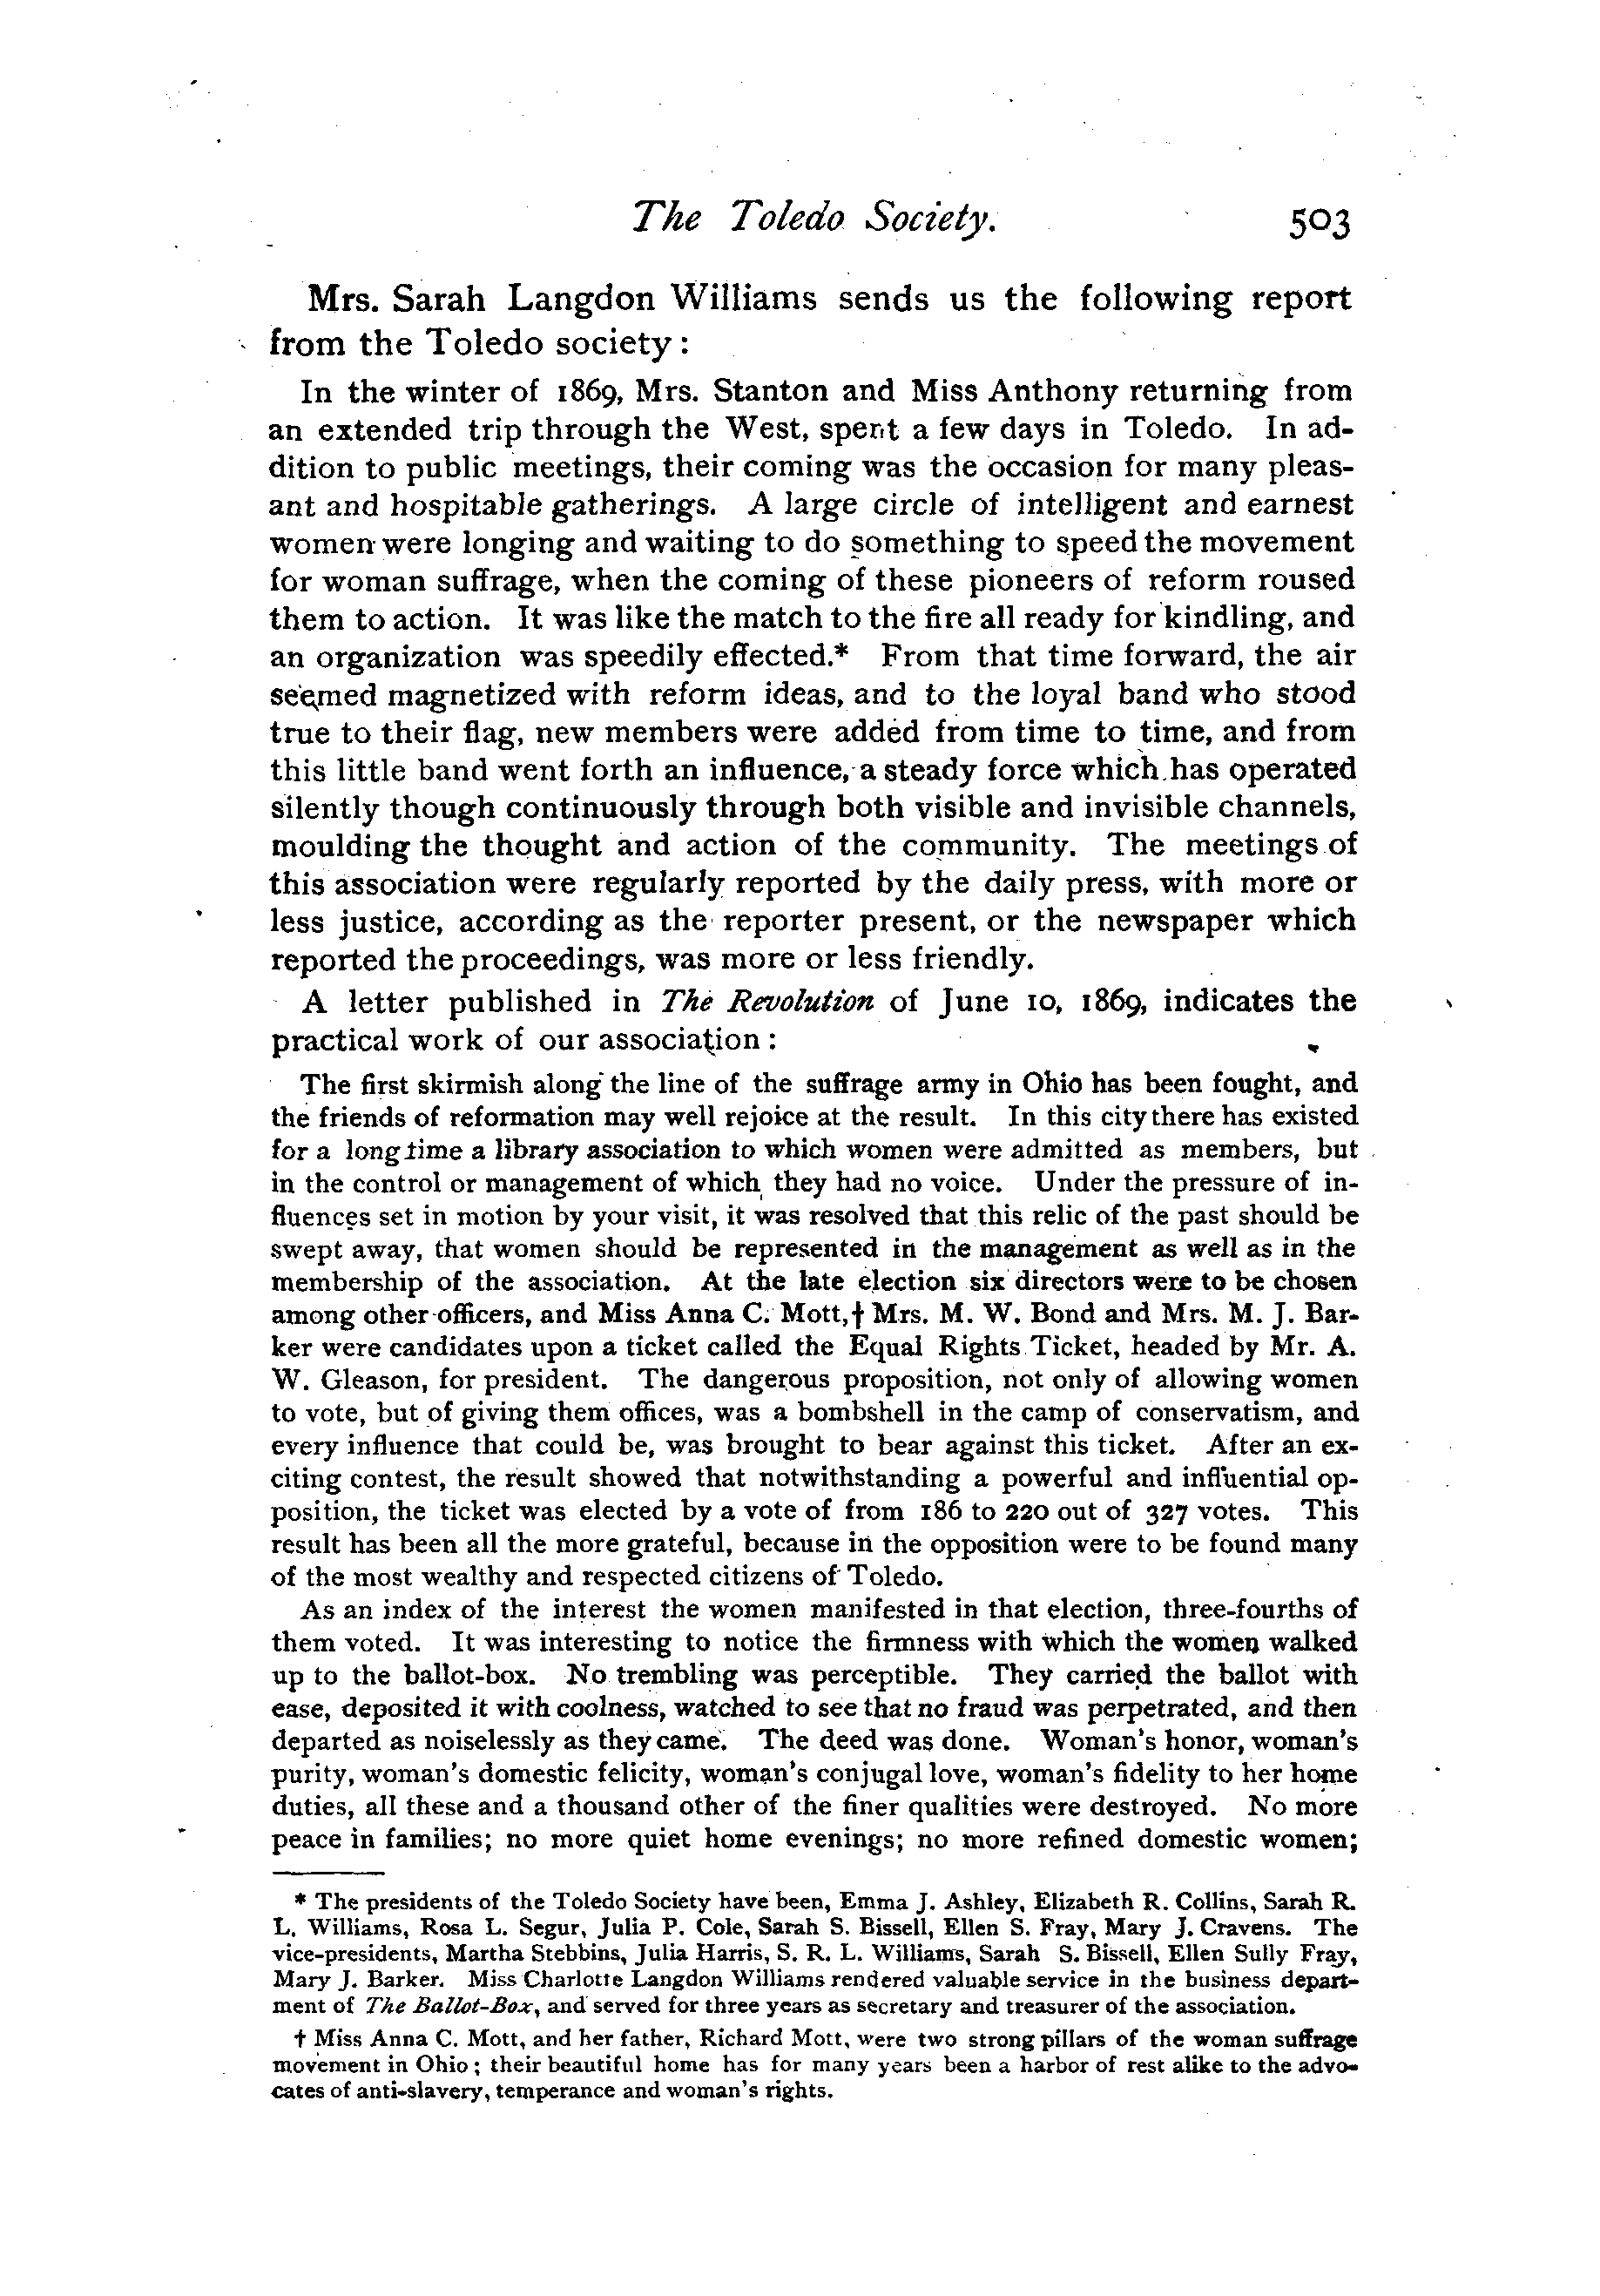 The Toledo Society. 503
Mrs. Sarah Langdon Williams sends us the following report
from the Toledo society:
In the winter of 1869, Mrs. Stanton and Miss Anthony returning from
an extended trip through the West, spent a few days in Toledo. In ad-
dition to public meetings, their coming was the occasion for many pleas-
ant and hospitable gatherings. A large circle of intelligent and earnest
women were longing and waiting to do something to speed the movement
for woman suffrage, when the coming of these pioneers of reform roused
them to action. It was like the match to the fire all ready for kindling, and
an organization was speedily effected.* From that time forward, the air
seemed magnetized with reform ideas, and to the loyal band who stood
true to their flag, new members were added from time to time, and from
this little band went forth an influence, a steady force which has operated
silently though continuously through both visible and invisible channels,
moulding the thought and action of the community. The meetings of
this association were regularly reported by the daily press, with more or
less justice, according as the reporter present, or the newspaper which
reported the proceedings, was more or less friendly.
A letter published in The Revolution of June 10, 1869, indicates the
practical work of our association:
The first skirmish along the line of the suffrage army in Ohio has been fought, and
the friends of reformation may well rejoice at the result. In this city there has existed
for a long time a library association to which women were admitted as members, but
in the control or management of which they had no voice. Under the pressure of in-
fluences set in motion by your visit, it was resolved that this relic of the past should be
swept away, that women should be represented in the management as well as in the
membership of the association. At the late election six directors were to be chosen
among other officers, and Miss Anna C. Mott,† Mrs. M. W. Bond and Mrs. M. J. Bar-
ker were candidates upon a ticket called the Equal Rights Ticket, headed by Mr. A.
W. Gleason, for president. The dangerous proposition, not only of allowing women
to vote, but of giving them offices, was a bombshell in the camp of conservatism, and
every influence that could be, was brought to bear against this ticket. After an ex-
citing contest, the result showed that notwithstanding a powerful and influential op-
position, the ticket was elected by a vote of from 186 to 220 out of 327 votes. This
result has been all the more grateful, because in the opposition were to be found many
of the most wealthy and respected citizens of Toledo.
As an index of the interest the women manifested in that election, three-fourths of
them voted. It was interesting to notice the firmness with which the women walked
up to the ballot-box. No trembling was perceptible. They carried the ballot with
ease, deposited it with coolness, watched to see that no fraud was perpetrated, and then
departed as noiselessly as they came. The deed was done. Woman's honor, woman's
purity, woman's domestic felicity, woman's conjugal love, woman's fidelity to her home
duties, all these and a thousand other of the finer qualities were destroyed. No more
peace in families; no more quiet home evenings; no more refined domestic women;
* The presidents of the Toledo Society have been, Emma J. Ashley, Elizabeth R. Collins, Sarah R.
L. Williams, Rosa L. Segur, Julia P. Cole, Sarah S. Bissell, Ellen S. Fray, Mary J. Cravens. The
vice-presidents, Martha Stebbins, Julia Harris, S. R. L. Williams, Sarah S. Bissell, Ellen Sully Fray,
Mary J. Barker. Miss Charlotte Langdon Williams rendered valuable service in the business depart-
ment of The Ballot-Box, and served for three years as secretary and treasurer of the association.
† Miss Anna C. Mott, and her father, Richard Mott, were two strong pillars of the woman suffrage
movement in Ohio; their beautiful home has for many years been a harbor of rest alike to the advo-
cates of anti-slavery, temperance and woman's rights.